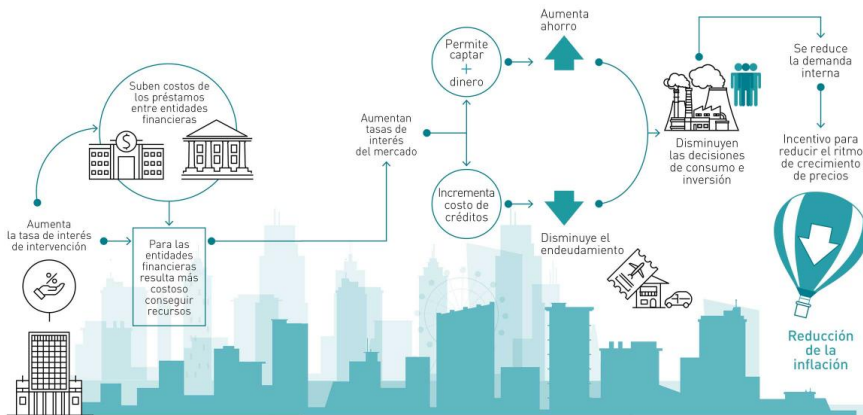 Aumenta
la tasa de interés
de intervención
Suben costos de
los préstamos
entre entidades
financieras
$
%
Para las
entidades
financieras
resulta más
costoso
conseguir
recursos
Aumentan
tasas de
interés
del mercado
Permite
captar
+
dinero
Aumenta
ahorro
Incrementa
costo de
créditos
Disminuye el
endeudamiento
Disminuyen
las decisiones
de consumo e
inversión
Se reduce
la demanda
interna
Incentivo para
reducir el ritmo
de crecimiento
de precios
Reducción
de la
inflación